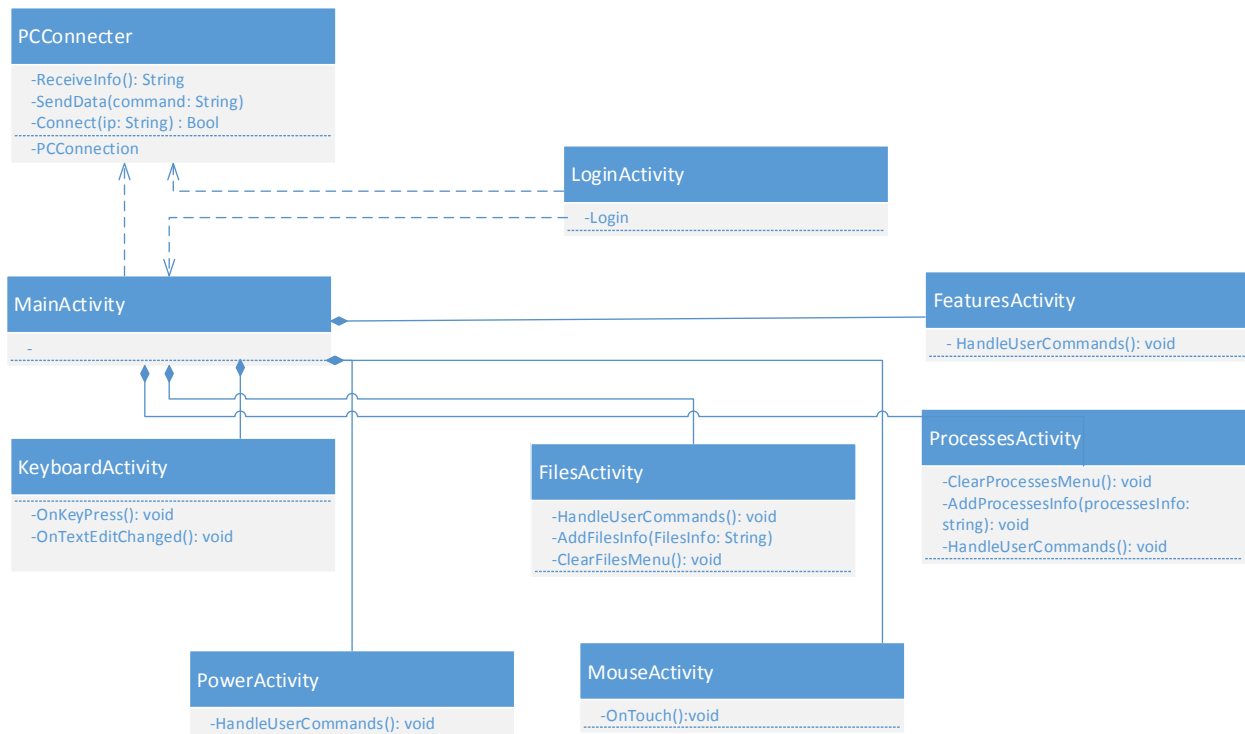 PCConnecter
-ReceiveInfo(): String
-SendData(command: String)
-Connect(ip: String) : Bool
-PCConnection
LoginActivity
-Login
MainActivity
-
FeaturesActivity
- HandleUserCommands(): void
KeyboardActivity
-OnKeyPress(): void
-OnTextEditChanged(): void
FilesActivity
-HandleUserCommands(): void
-AddFilesInfo(FilesInfo: String)
-ClearFilesMenu(): void
ProcessesActivity
-ClearProcessesMenu(): void
-AddProcessesInfo(processesInfo:
string): void
-HandleUserCommands(): void
PowerActivity
-HandleUserCommands(): void
MouseActivity
-OnTouch():void